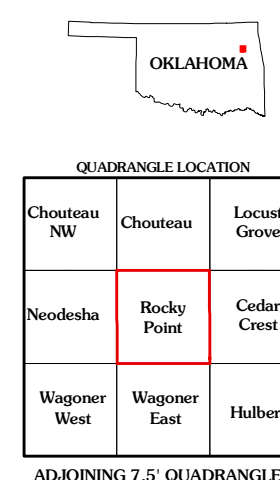 OKLAHOMA
QUADRANGLE LOCATION
Chouteau
NW
Chouteau
Locust
Grove
Neodesha
Rocky
Point
Cedar
Crest
Wagoner
West
Wagoner
East
Hulber
ADJOINING 7.5' QUADRANGLE